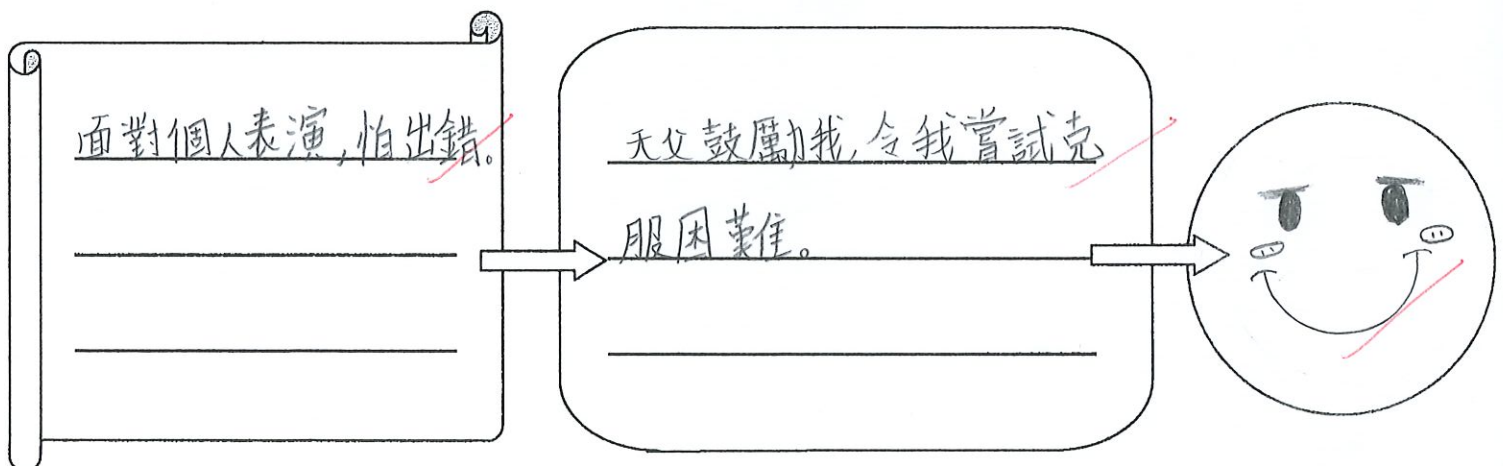 面對個人表演,怕出錯。
天父鼓勵我,令我嘗試克
服困難。